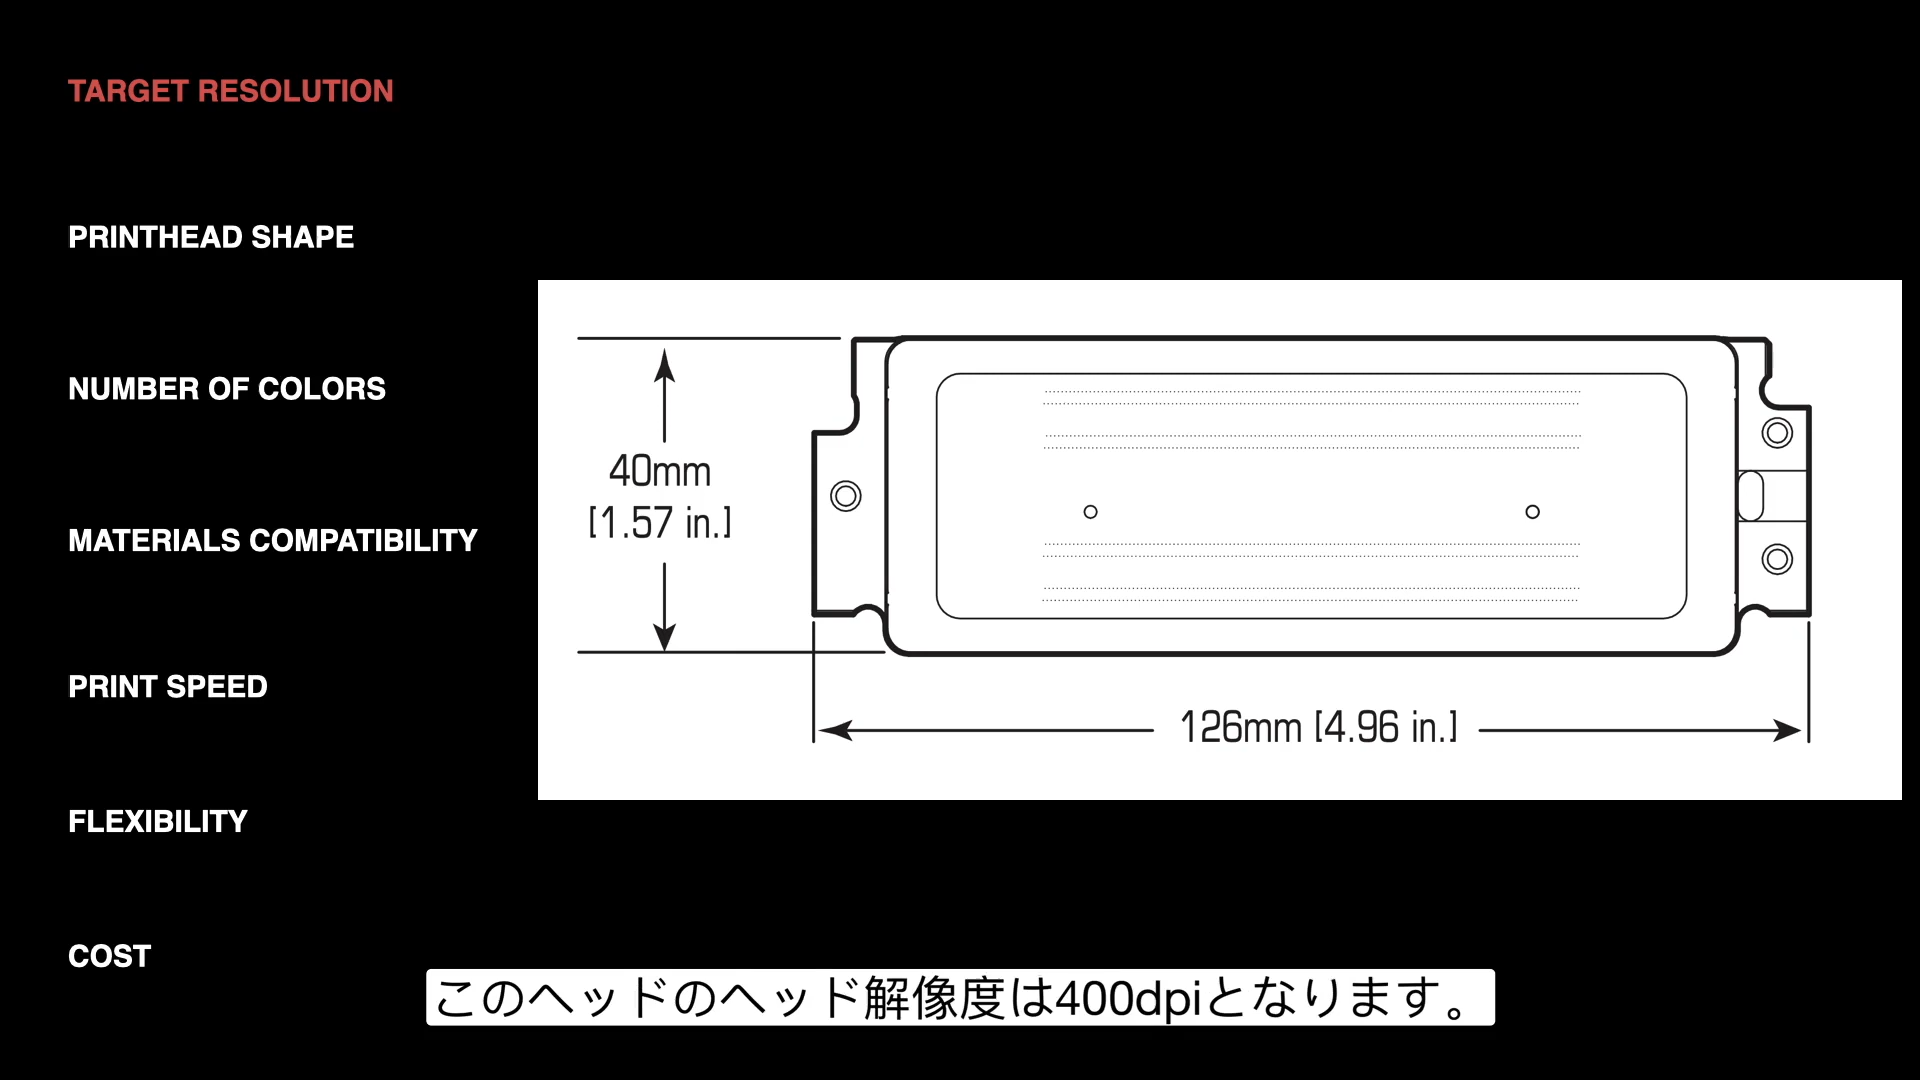 TARGET RESOLUTION
PRINTHEAD SHAPE
NUMBER OF COLORS
MATERIALS COMPATIBILITY
PRINT SPEED
FLEXIBILITY
COST
40mm
[1.57 in.]
126mm [4.96 in.]
このヘッドのヘッド解像度は400dpiとなります。